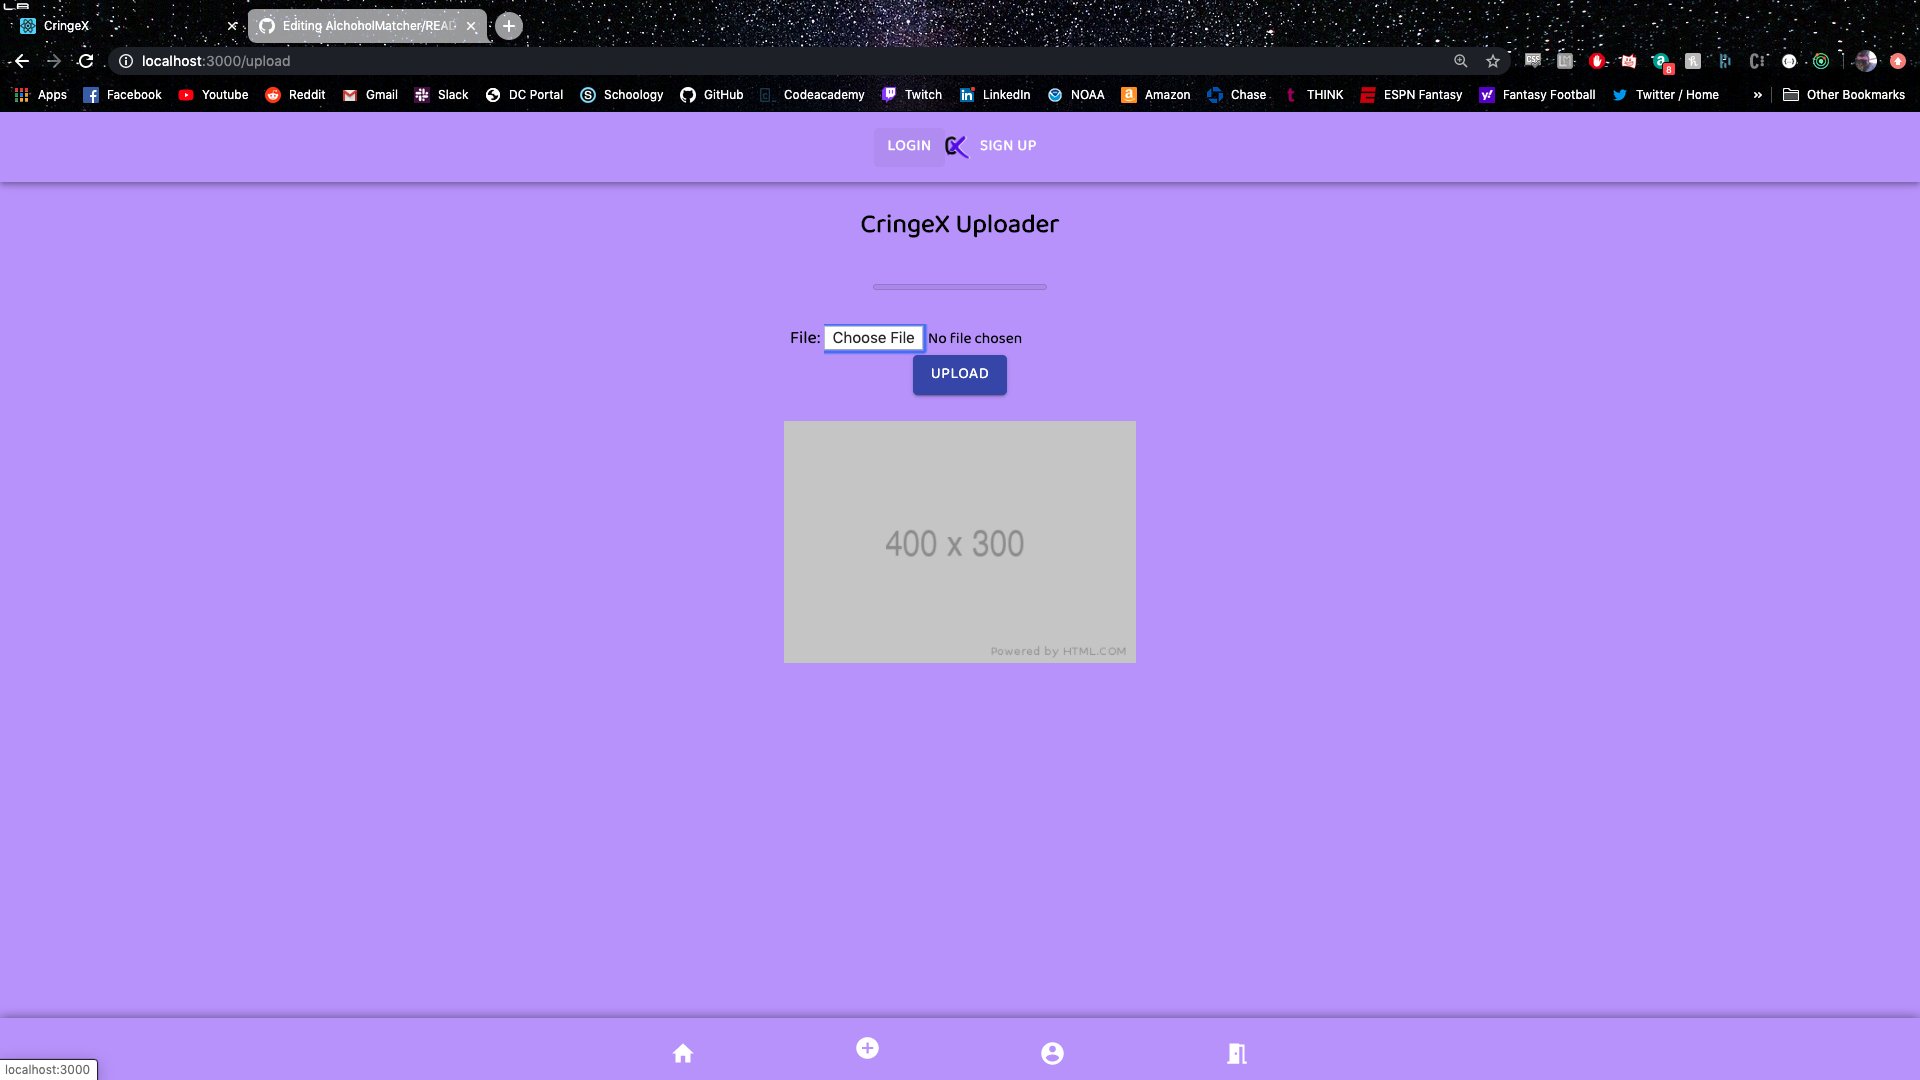 CringeX
Editing AlchoholMatcher/READ
localhost:3000/upload
Apps Facebook Youtube Reddit Gmail Slack DC Portal Schoology GitHub Codeacademy Twitch LinkedIn NOAA Amazon Chase THINK ESPN Fantasy Fantasy Football Twitter / Home » Other Bookmarks
LOGIN CX SIGN UP
CringeX Uploader
File: Choose File No file chosen
UPLOAD
400 x 300
Powered by HTML.COM
localhost:3000